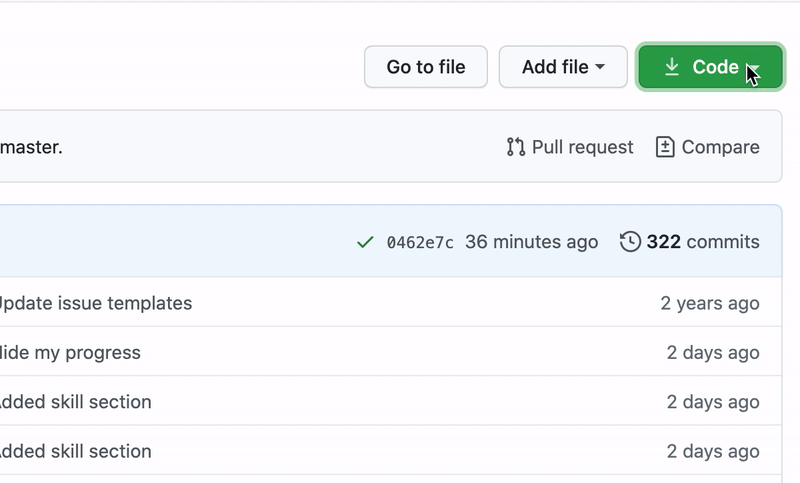 Go to file Add file Code
master. Pull request Compare
0462e7c 36 minutes ago 322 commits
Update issue templates 2 years ago
Hide my progress 2 days ago
Added skill section 2 days ago
Added skill section 2 days ago